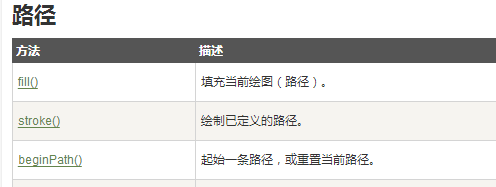 路径
方法 描述
fill() 填充当前绘图（路径）。
stroke() 绘制已定义的路径。
beginPath() 起始一条路径，或重置当前路径。